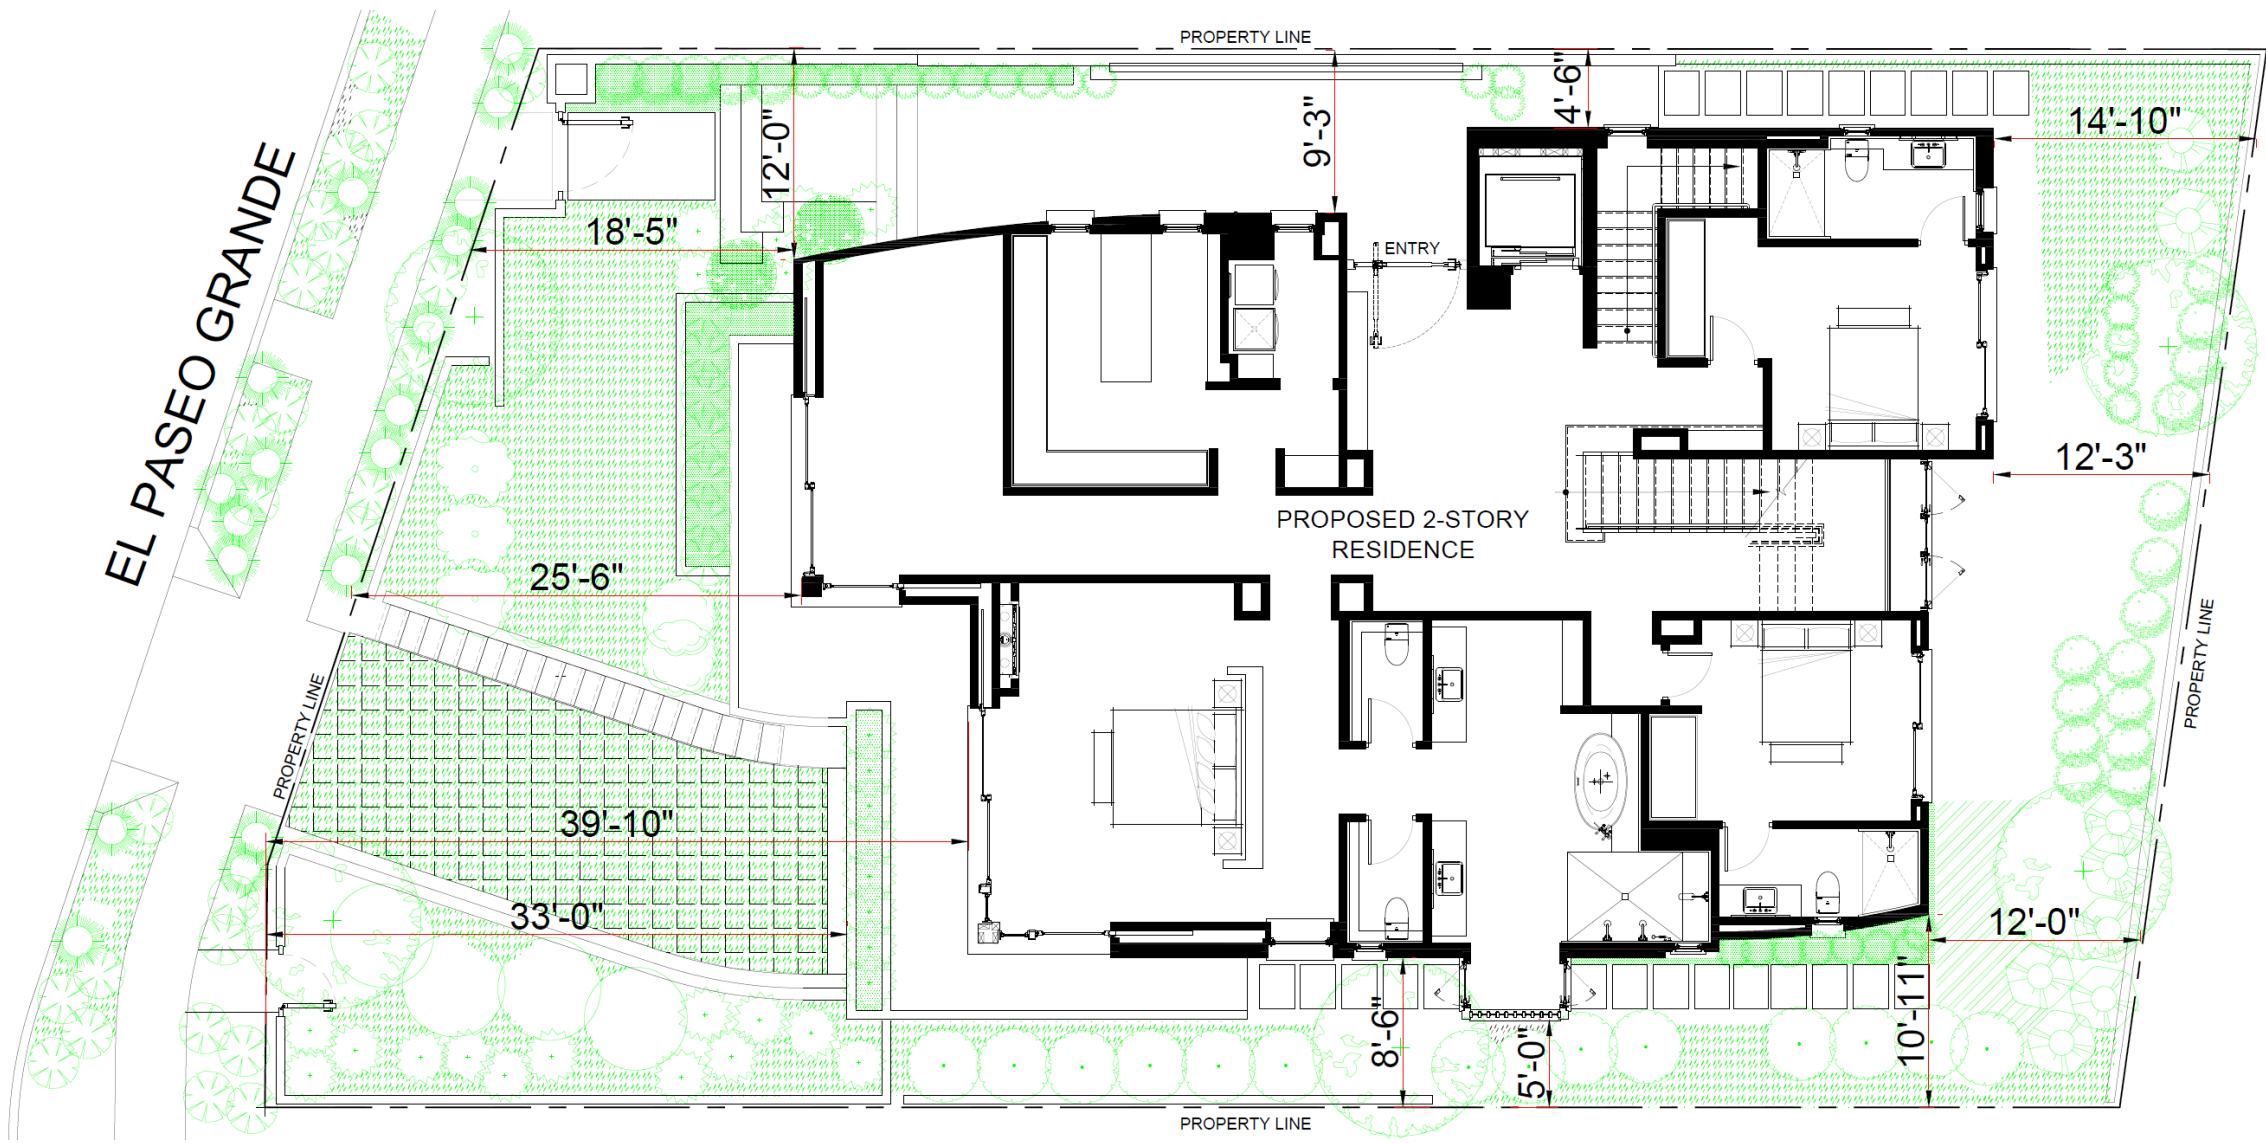 PROPERTY LINE
12'-0"
9'-3"
4'-6"
14'-10"
18'-5"
ENTRY
EL PASEO GRANDE
12'-3"
PROPOSED 2-STORY
RESIDENCE
25'-6"
PROPERTY LINE
PROPERTY LINE
39'-10"
33'-0"
12'-0"
8'-6"
5'-0"
10'-11"
PROPERTY LINE